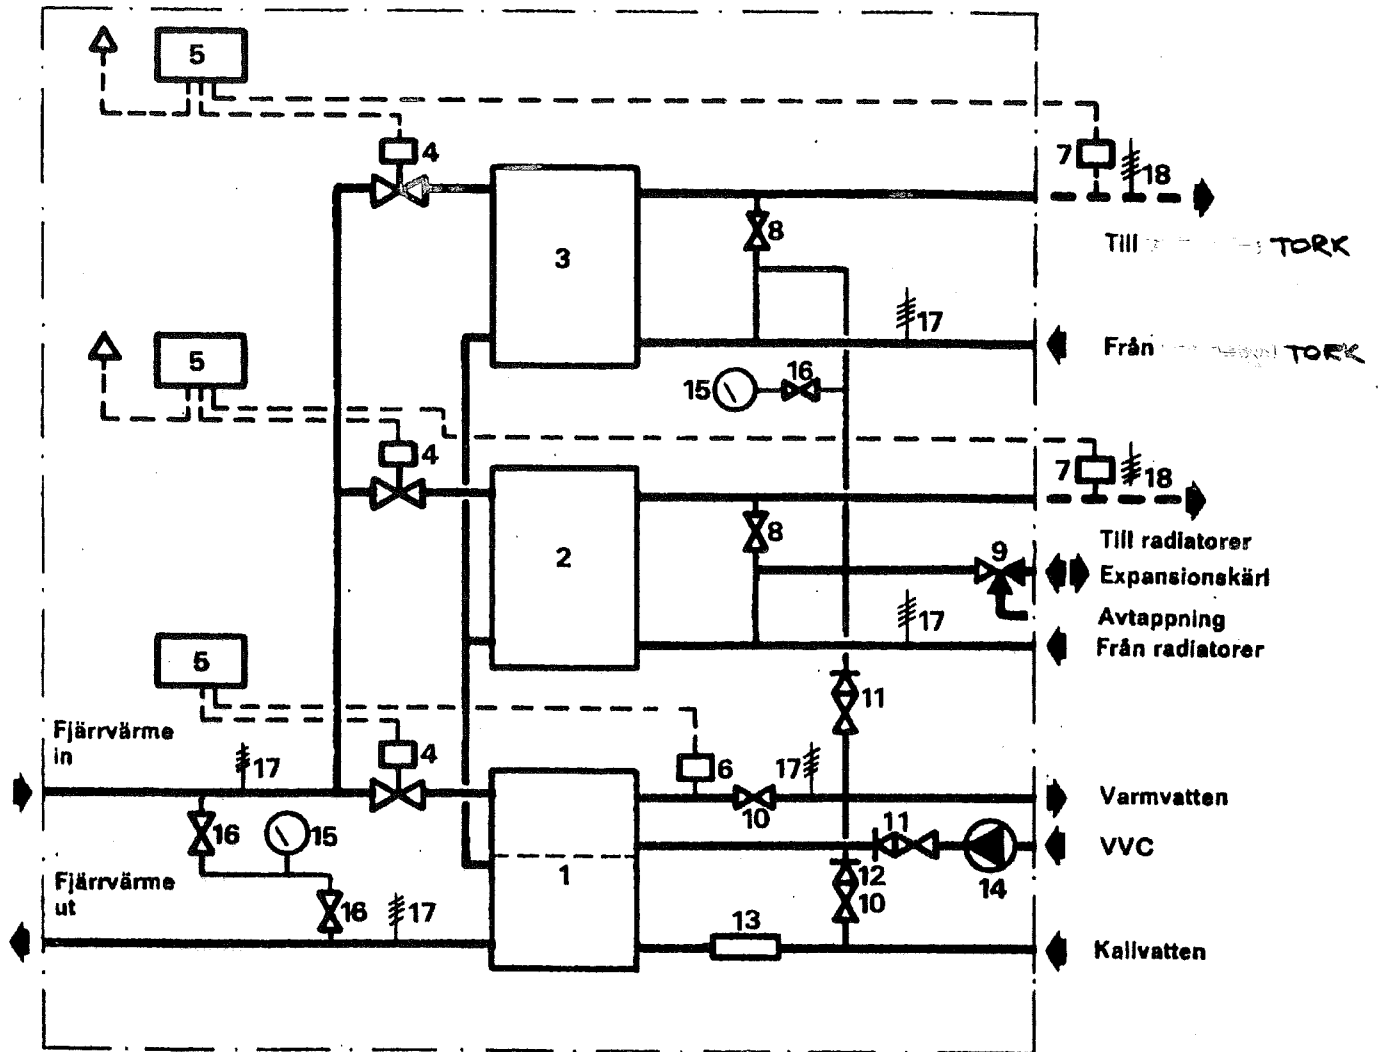 5
4
7
18
3
8
Till TORK
17
Från TORK
5
15
16
4
7
18
2
8
Till radiatorer
9
Expansionskärl
17
Avtappning
Från radiatorer
5
11
Fjärrvärme
in
17
4
6
17
10
Varmvatten
16
15
11
VVC
1
12
14
Fjärrvärme
ut
16
17
10
13
Kallvatten